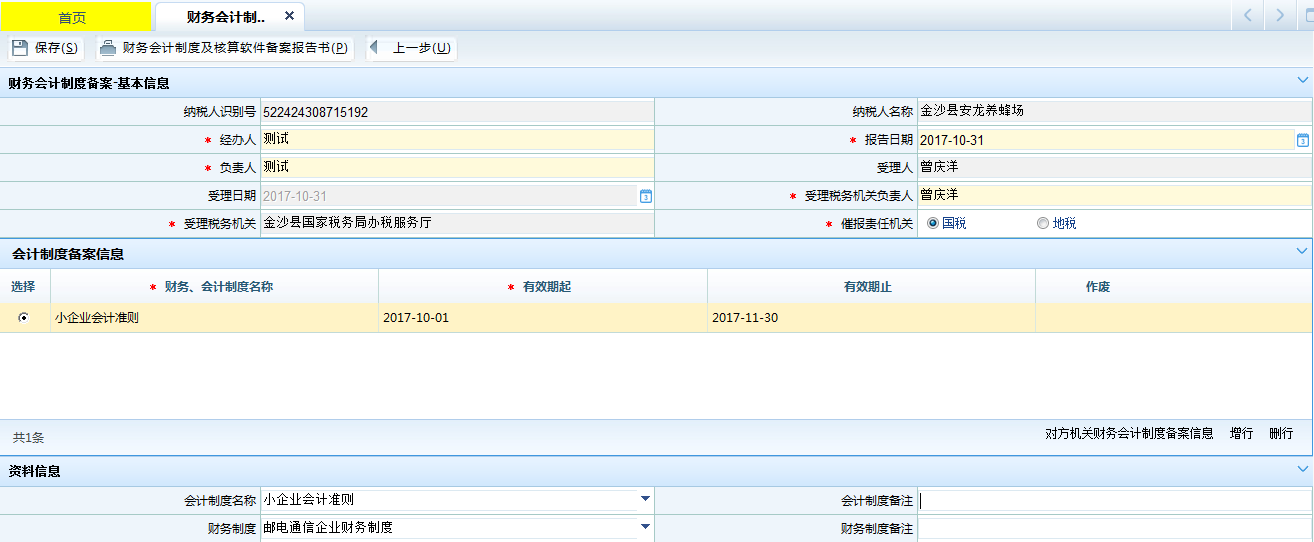 首页 财务会计制..
保存(S) 财务会计制度及核算软件备案报告书(P) 上一步(U)
财务会计制度备案-基本信息
纳税人识别号 522424308715192 纳税人名称 金沙县安龙养蜂场
* 经办人 测试 * 报告日期 2017-10-31
* 负责人 测试 受理人 曾庆洋
受理日期 2017-10-31 * 受理税务机关负责人 曾庆洋
* 受理税务机关 金沙县国家税务局办税服务厅 * 催报责任机关 国税 地税
会计制度备案信息
选择 * 财务、会计制度名称 * 有效期起 有效期止 作废
小企业会计准则 2017-10-01 2017-11-30
共1条 对方机关财务会计制度备案信息 增行 删行
资料信息
会计制度名称 小企业会计准则 会计制度备注
财务制度 邮电通信企业财务制度 财务制度备注